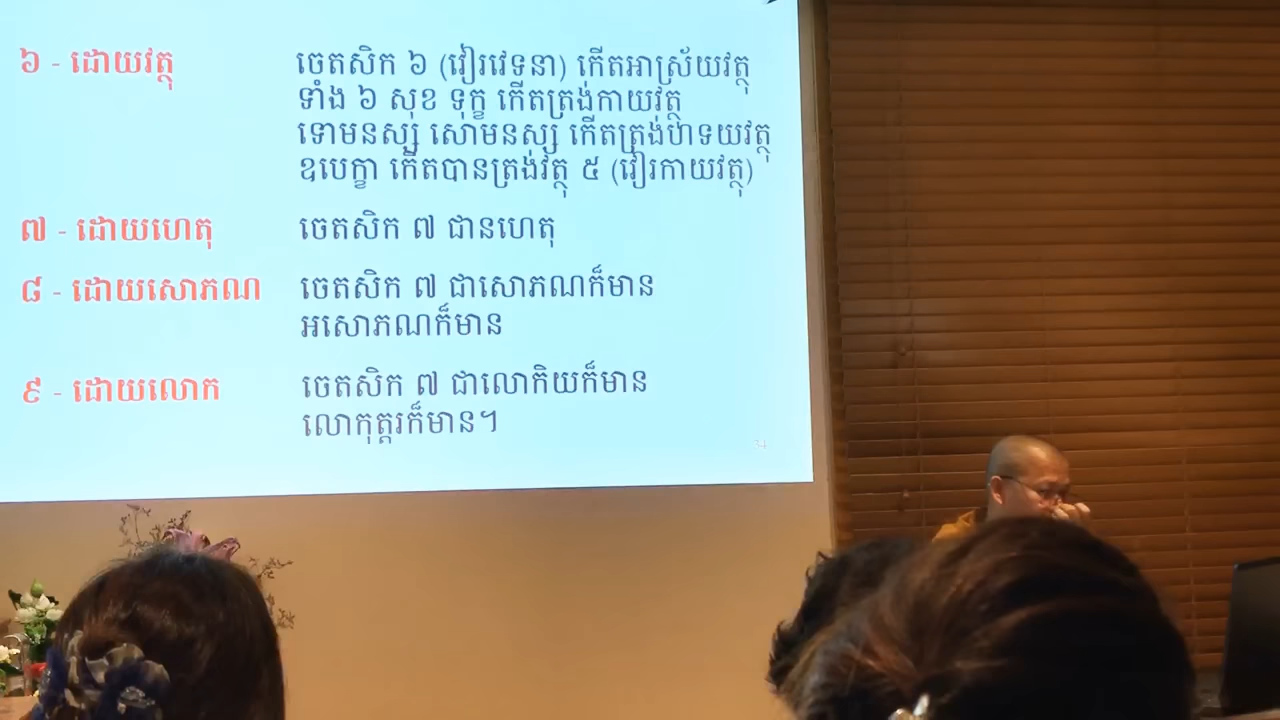 ៦ - ដោយវត្ថុ ចេតសិក ៦ (វៀរវេទនា) កើតអាស្រ័យវត្ថុ
ទាំង ៦ សុខ ទុក្ខ កើតត្រង់កាយវត្ថុ
ទោមនស្ស សោមនស្ស កើតត្រង់ហទយវត្ថុ
ឧបេក្ខា កើតបានត្រង់វត្ថុ ៥ (វៀរកាយវត្ថុ)
៧ - ដោយហេតុ ចេតសិក ៧ ជានហេតុ
៨ - ដោយសោភណ ចេតសិក ៧ ជាសោភណក៏មាន
អសោភណក៏មាន
៩ - ដោយលោក ចេតសិក ៧ ជាលោកិយក៏មាន
លោកុត្តរក៏មាន។